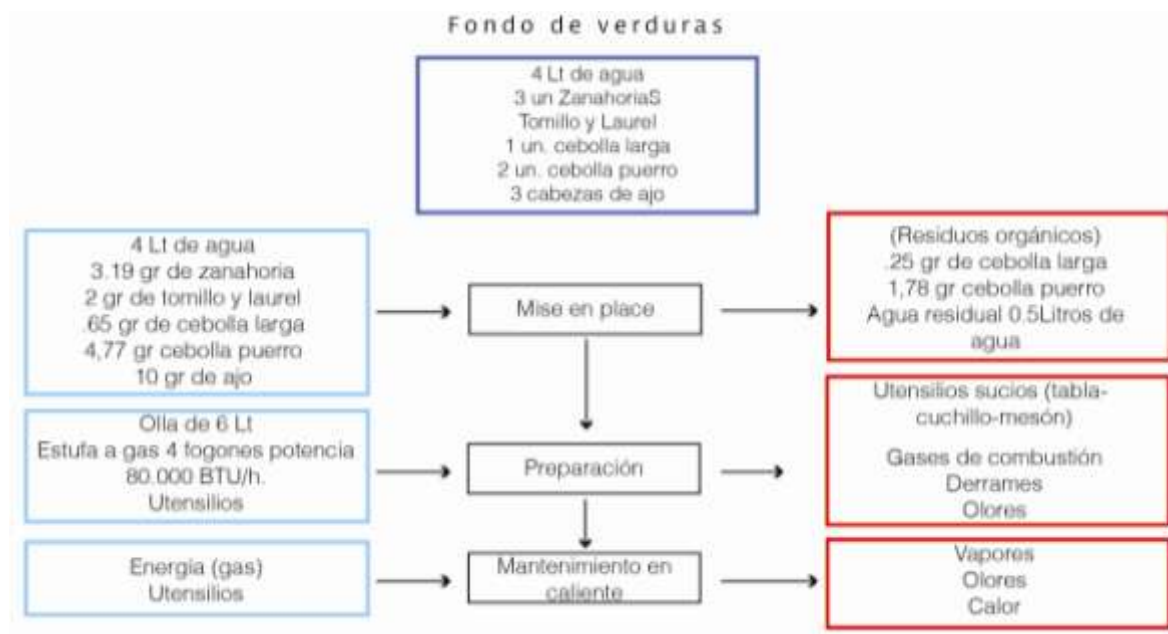 Fondo de verduras
4 Lt de agua
3 un ZanahoriaS
Tomillo y Laurel
1 un. cebolla larga
2 un. cebolla puerro
3 cabezas de ajo
4 Lt de agua
3.19 gr de zanahoria
2 gr de tomillo y laurel
.65 gr de cebolla larga
4,77 gr cebolla puerro
10 gr de ajo
Mise en place
(Residuos orgánicos)
.25 gr de cebolla larga
1,78 gr cebolla puerro
Agua residual 0.5Litros de
agua
Olla de 6 Lt
Estufa a gas 4 fogones potencia
80.000 BTU/h.
Utensilios
Preparación
Utensilios sucios (tabla-
cuchillo-mesón)
Gases de combustión
Derrames
Olores
Energía (gas)
Utensilios
Mantenimiento en
caliente
Vapores
Olores
Calor